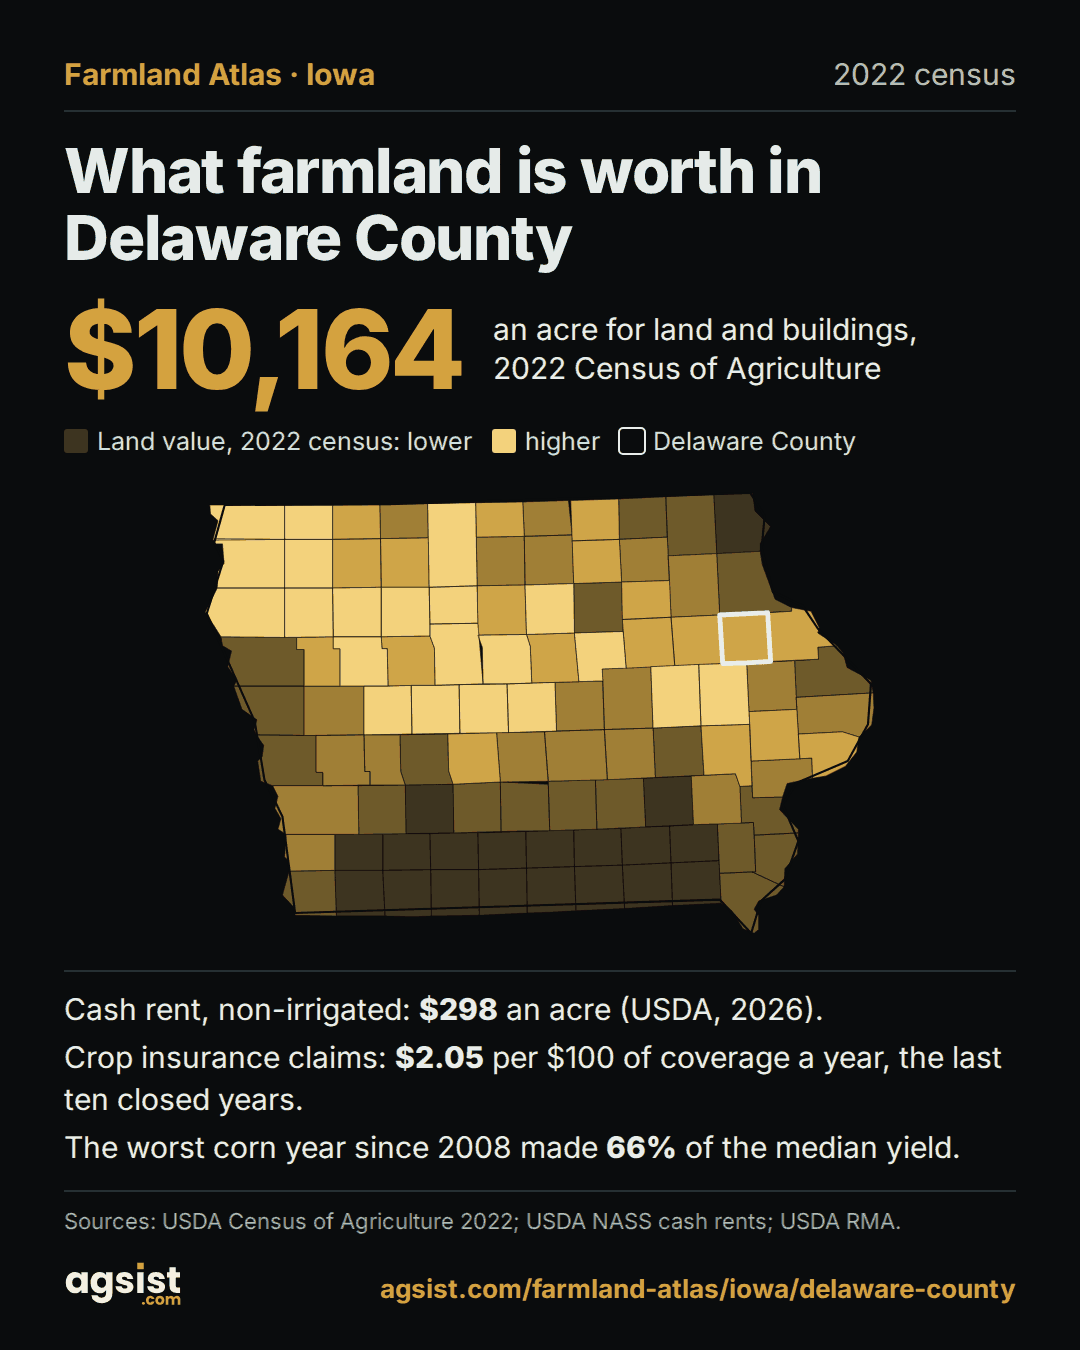 Farmland Atlas · Iowa
2022 census
What farmland is worth in
Delaware County
$10,164
an acre for land and buildings,
2022 Census of Agriculture
Land value, 2022 census: lower
higher
Delaware County
Cash rent, non-irrigated: $298 an acre (USDA, 2026).
Crop insurance claims: $2.05 per $100 of coverage a year, the last
ten closed years.
The worst corn year since 2008 made 66% of the median yield.
Sources: USDA Census of Agriculture 2022; USDA NASS cash rents; USDA RMA.
agsist
.com
agsist.com/farmland-atlas/iowa/delaware-county